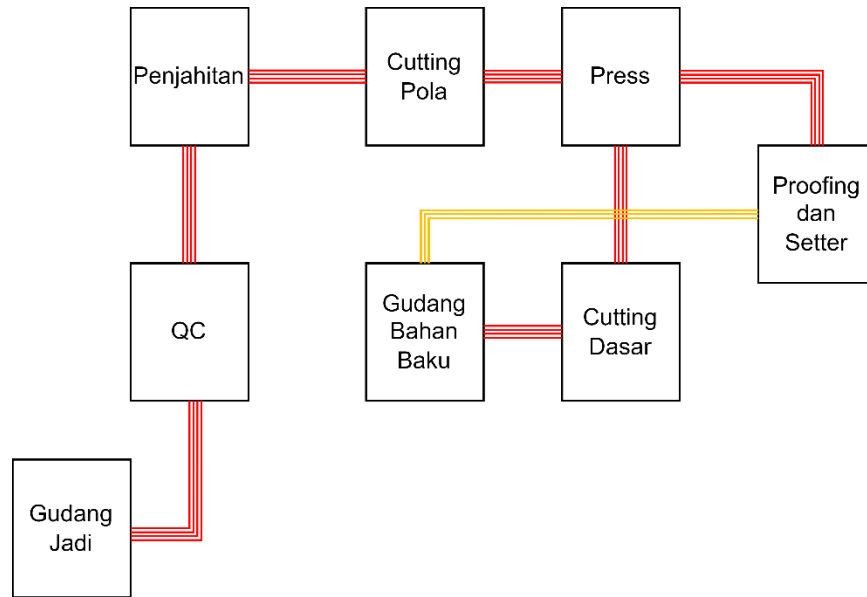 Penjahitan
Cutting
Pola
Press
Proofing
dan
Setter
QC
Gudang
Bahan
Baku
Cutting
Dasar
Gudang
Jadi